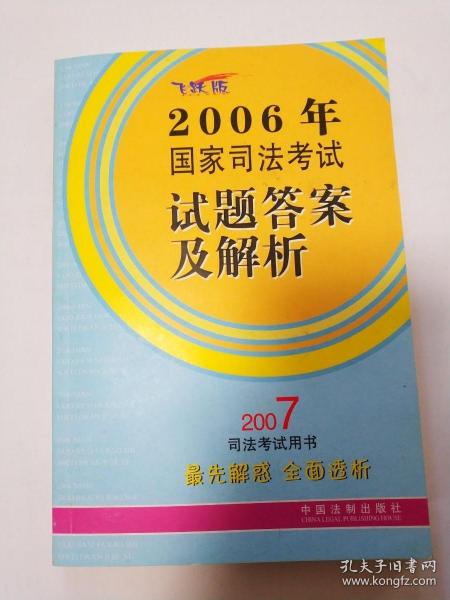 飞跃版
2006年
国家司法考试
试题答案
及解析
2007
司法考试用书
最先解惑 全面透析
中国法制出版社
CHINA LEGAL PUBLISHING HOUSE
孔夫子旧书网
www.kongfz.com